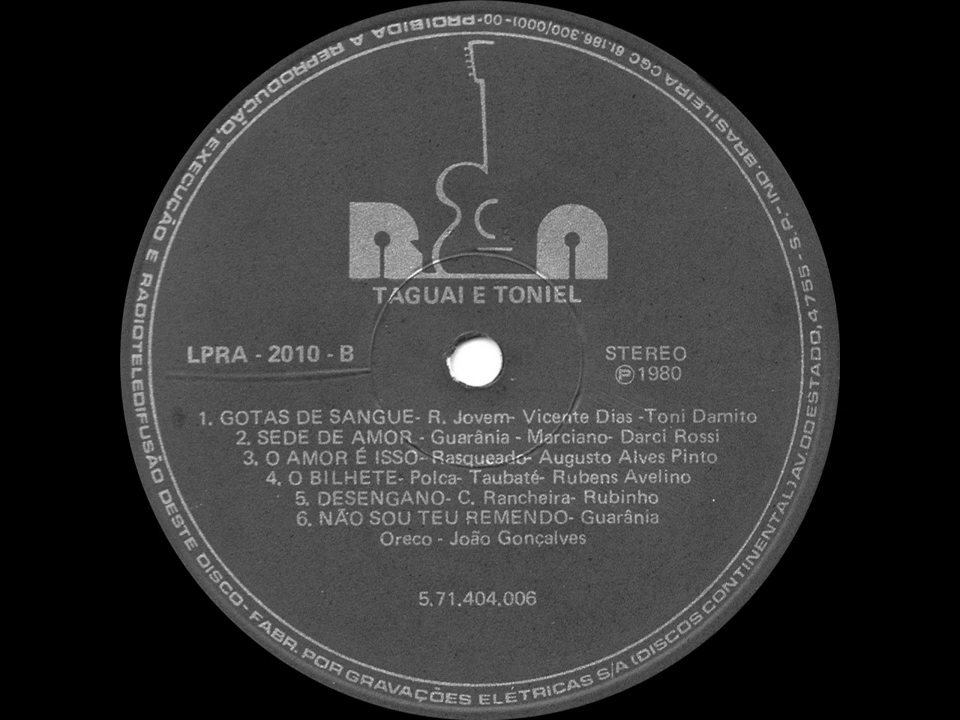 R A
TAGUAI E TONIEL
LPRA - 2010 - B
STEREO
Ⓟ1980
1. GOTAS DE SANGUE- R. Jovem- Vicente Dias -Toni Damito
2. SEDE DE AMOR - Guarânia - Marciano- Darci Rossi
3. O AMOR É ISSO- Rasqueado- Augusto Alves Pinto
4. O BILHETE- Polca- Taubaté- Rubens Avelino
5. DESENGANO- C. Rancheira- Rubinho
6. NÃO SOU TEU REMENDO- Guarânia
Oreco - João Gonçalves
5.71.404.006
PROIBIDA A REPRODUÇÃO, EXECUÇÃO E RADIOTELEDIFUSÃO DESTE DISCO- FABR. POR GRAVAÇÕES ELÉTRICAS S/A (DISCOS CONTINENTAL) AV. DO ESTADO, 4755 - S.P. - IND. BRASILEIRA CGC 61.186.300/0001-00-